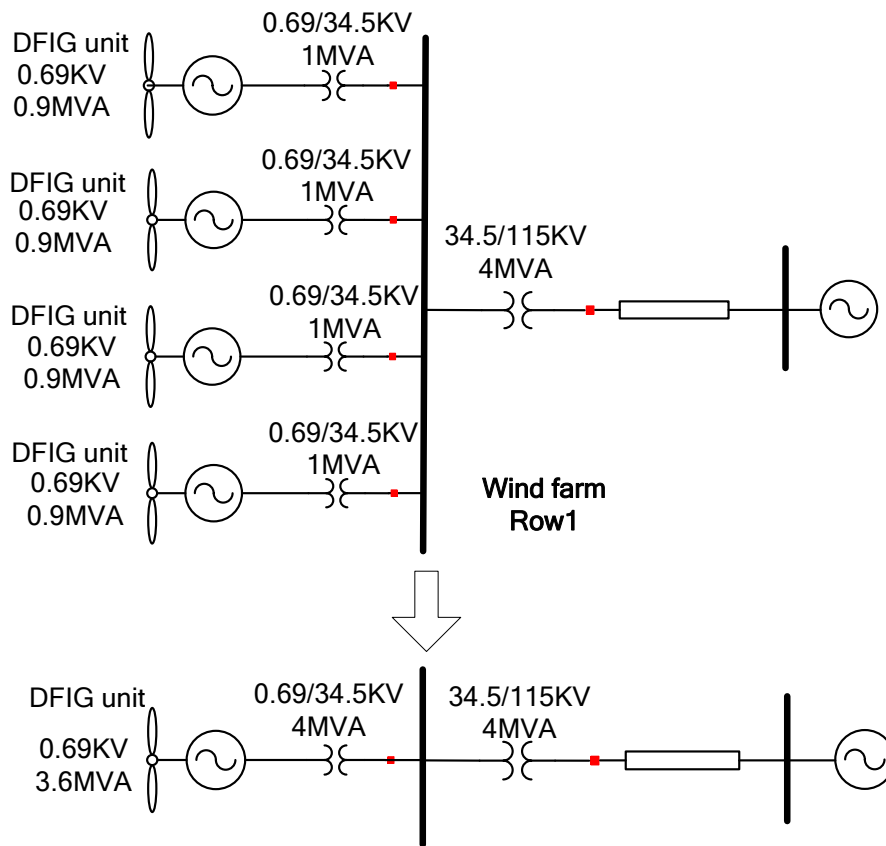 0.69/34.5KV
1MVA
DFIG unit
0.69KV
0.9MVA
0.69/34.5KV
1MVA
DFIG unit
0.69KV
0.9MVA
34.5/115KV
4MVA
0.69/34.5KV
1MVA
DFIG unit
0.69KV
0.9MVA
0.69/34.5KV
1MVA
DFIG unit
0.69KV
0.9MVA
Wind farm
Row1
0.69/34.5KV
4MVA
34.5/115KV
4MVA
DFIG unit
0.69KV
3.6MVA